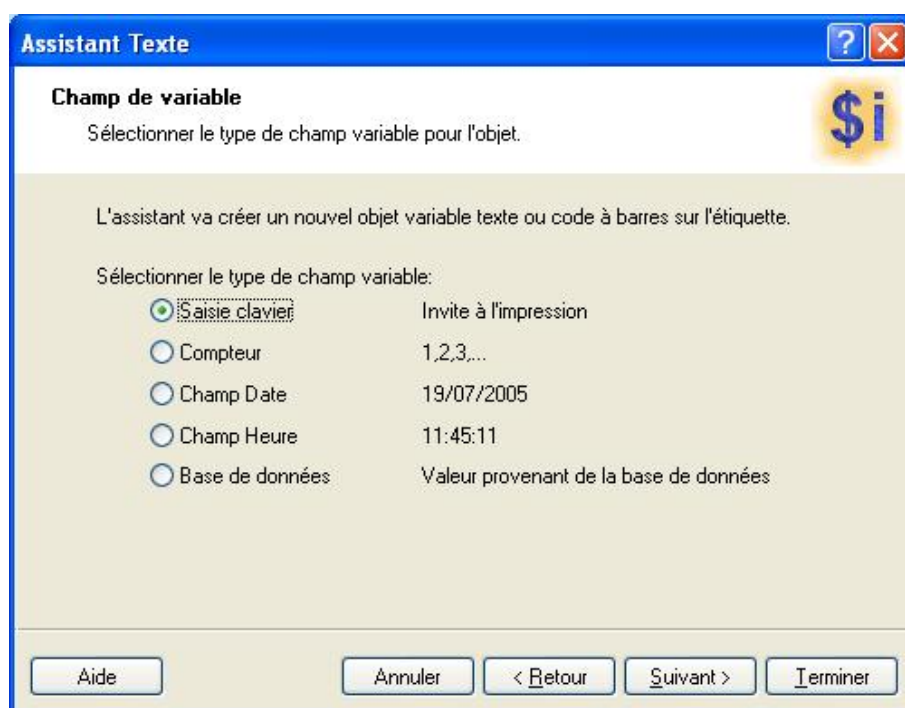 Assistant Texte
Champ de variable
Sélectionner le type de champ variable pour l'objet.
$i
L'assistant va créer un nouvel objet variable texte ou code à barres sur l'étiquette.
Sélectionner le type de champ variable:
Saisie clavier Invite à l'impression
Compteur 1,2,3,...
Champ Date 19/07/2005
Champ Heure 11:45:11
Base de données Valeur provenant de la base de données
Aide Annuler < Retour Suivant > Terminer